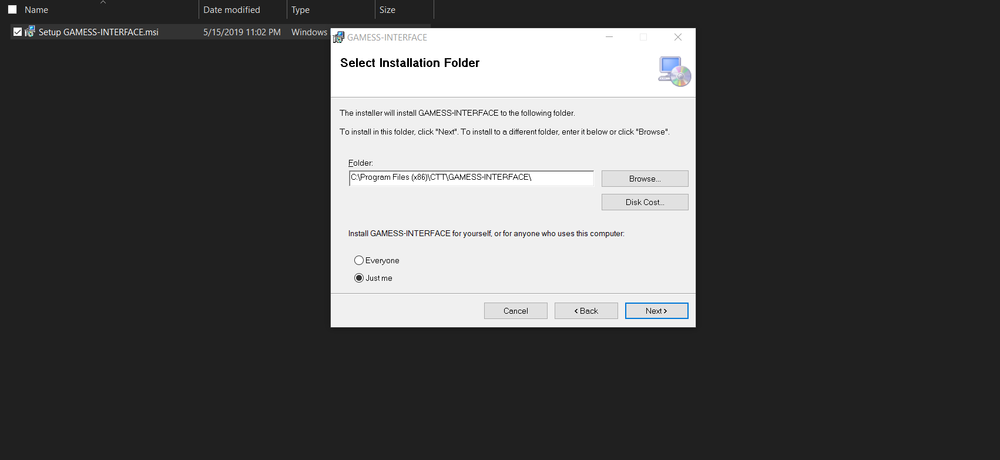 Name Date modified Type Size
Setup GAMESS-INTERFACE.msi 5/15/2019 11:02 PM Windows
GAMESS-INTERFACE
Select Installation Folder
The installer will install GAMESS-INTERFACE to the following folder.
To install in this folder, click "Next". To install to a different folder, enter it below or click "Browse".
Folder:
C:\Program Files (x86)\CTT\GAMESS-INTERFACE\
Browse...
Disk Cost...
Install GAMESS-INTERFACE for yourself, or for anyone who uses this computer:
Everyone
Just me
Cancel < Back Next >